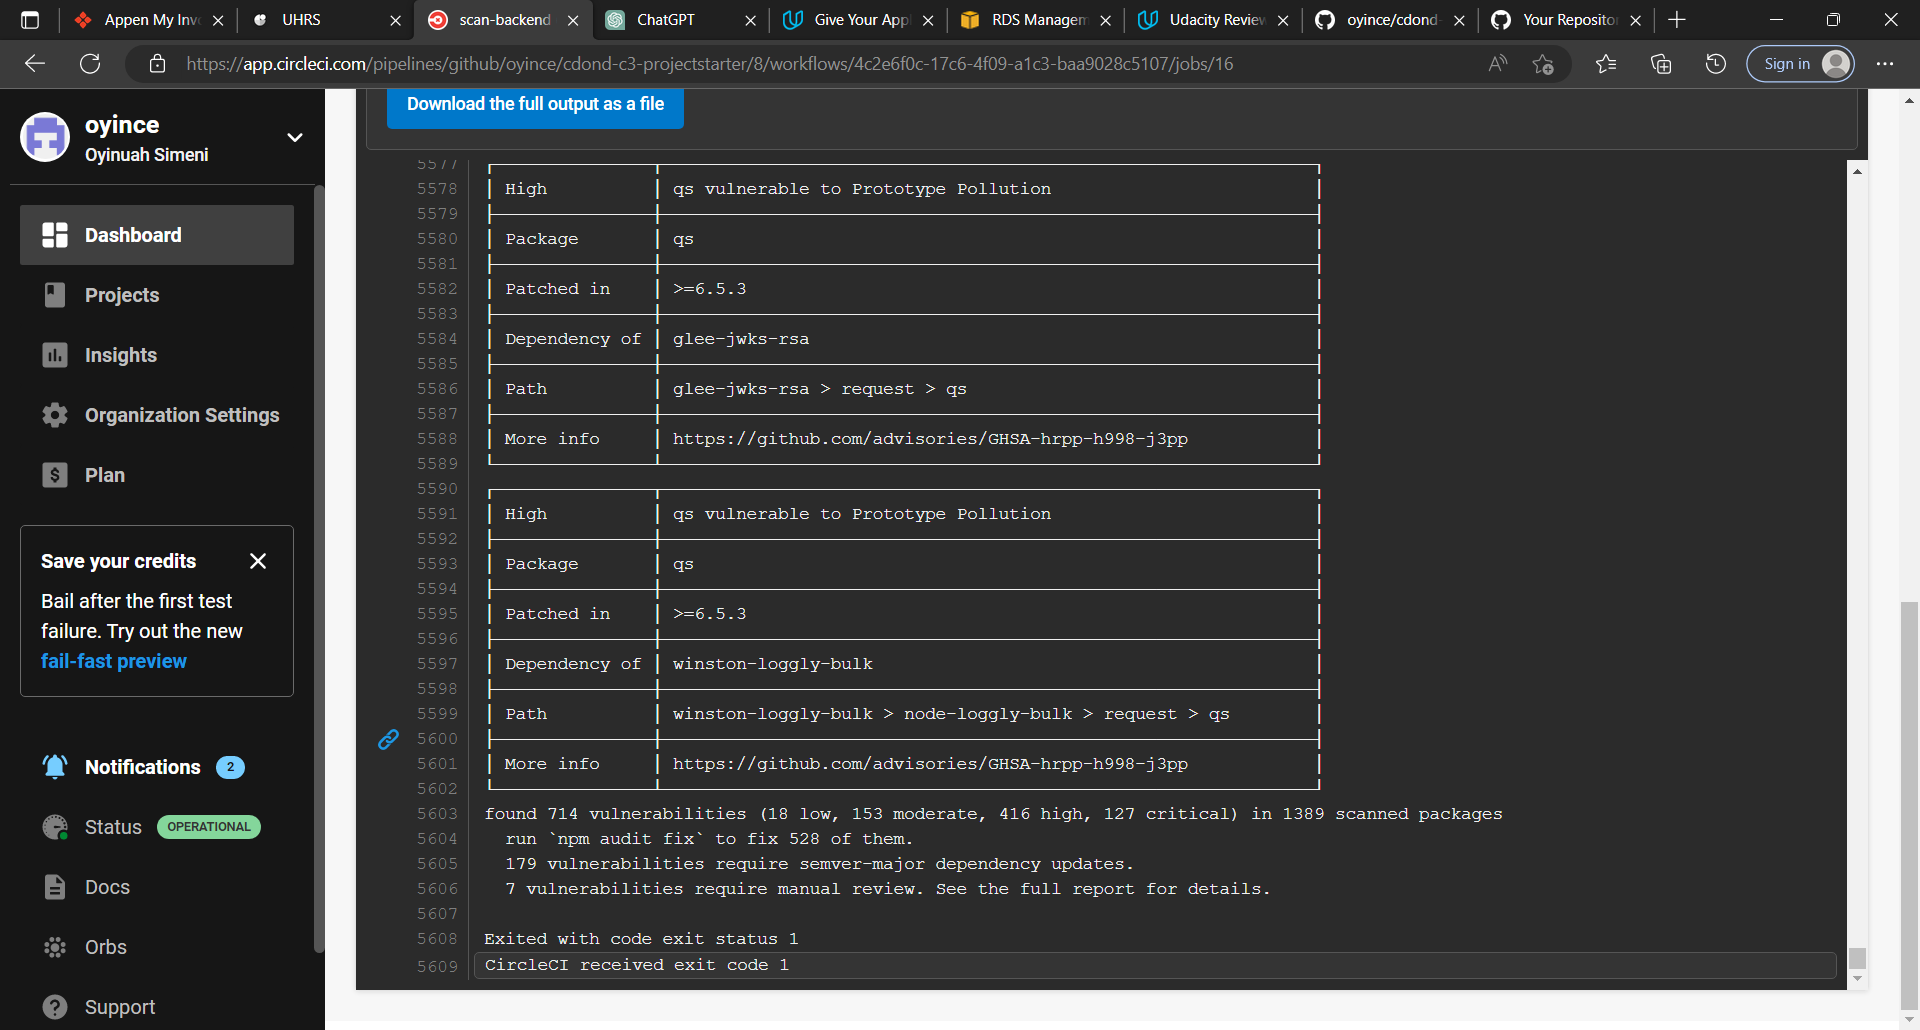 Appen My Inv
UHRS
scan-backend
ChatGPT
Give Your Appl
RDS Managem
Udacity Review
oyince/cdond-
Your Repositor
https://app.circleci.com/pipelines/github/oyince/cdond-c3-projectstarter/8/workflows/4c2e6f0c-17c6-4f09-a1c3-baa9028c5107/jobs/16
Sign in
oyince
Oyinuah Simeni
Dashboard
Projects
Insights
Organization Settings
Plan
Save your credits
Bail after the first test
failure. Try out the new
fail-fast preview
Notifications 2
Status OPERATIONAL
Docs
Orbs
Support
Download the full output as a file
5577
5578 High qs vulnerable to Prototype Pollution
5579
5580 Package qs
5581
5582 Patched in >=6.5.3
5583
5584 Dependency of glee-jwks-rsa
5585
5586 Path glee-jwks-rsa > request > qs
5587
5588 More info https://github.com/advisories/GHSA-hrpp-h998-j3pp
5589
5590
5591 High qs vulnerable to Prototype Pollution
5592
5593 Package qs
5594
5595 Patched in >=6.5.3
5596
5597 Dependency of winston-loggly-bulk
5598
5599 Path winston-loggly-bulk > node-loggly-bulk > request > qs
5600
5601 More info https://github.com/advisories/GHSA-hrpp-h998-j3pp
5602
5603 found 714 vulnerabilities (18 low, 153 moderate, 416 high, 127 critical) in 1389 scanned packages
5604 run `npm audit fix` to fix 528 of them.
5605 179 vulnerabilities require semver-major dependency updates.
5606 7 vulnerabilities require manual review. See the full report for details.
5607
5608 Exited with code exit status 1
5609 CircleCI received exit code 1